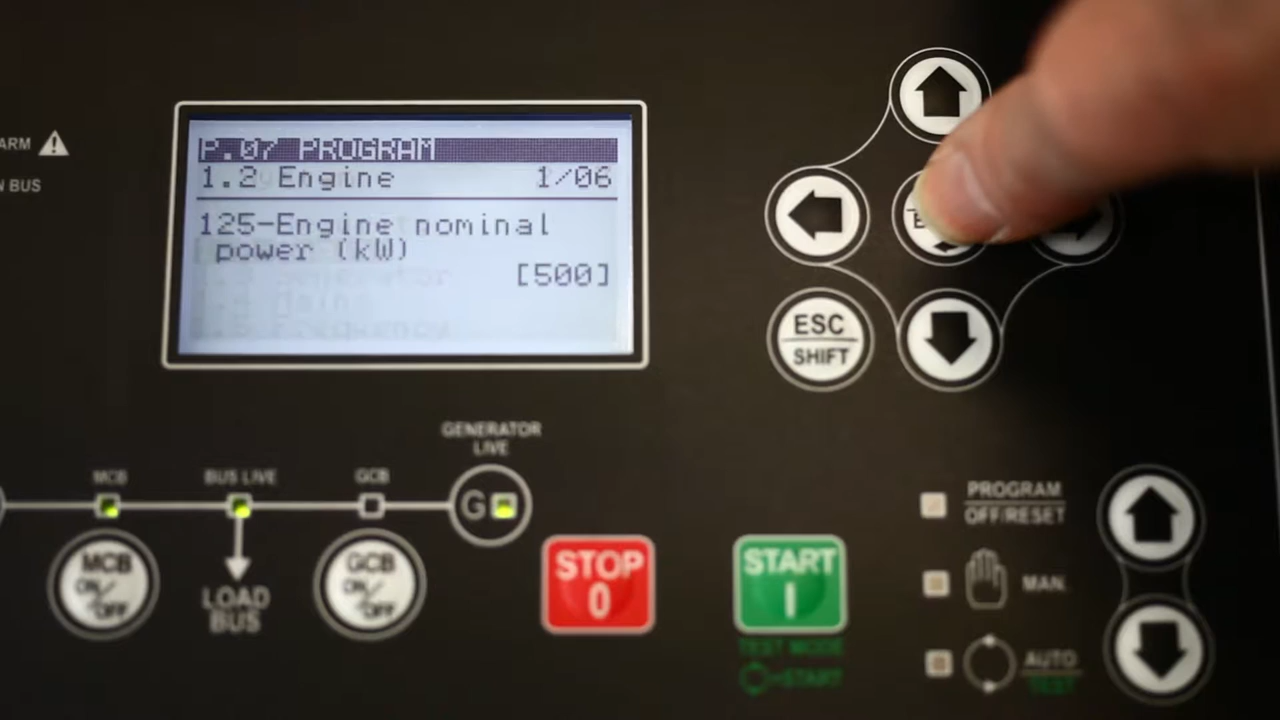 P.07 PROGRAM
1.2 Engine 1/06
125-Engine nominal
power (kW)
[500]
ARM
BUS
ESC
SHIFT
GENERATOR
LIVE
MCB
BUS LIVE
GCB
G
MCB
ON/OFF
LOAD
BUS
GCB
ON/OFF
STOP
0
START
I
TEST MODE
=START
PROGRAM
OFF/RESET
MAN.
AUTO
TEST